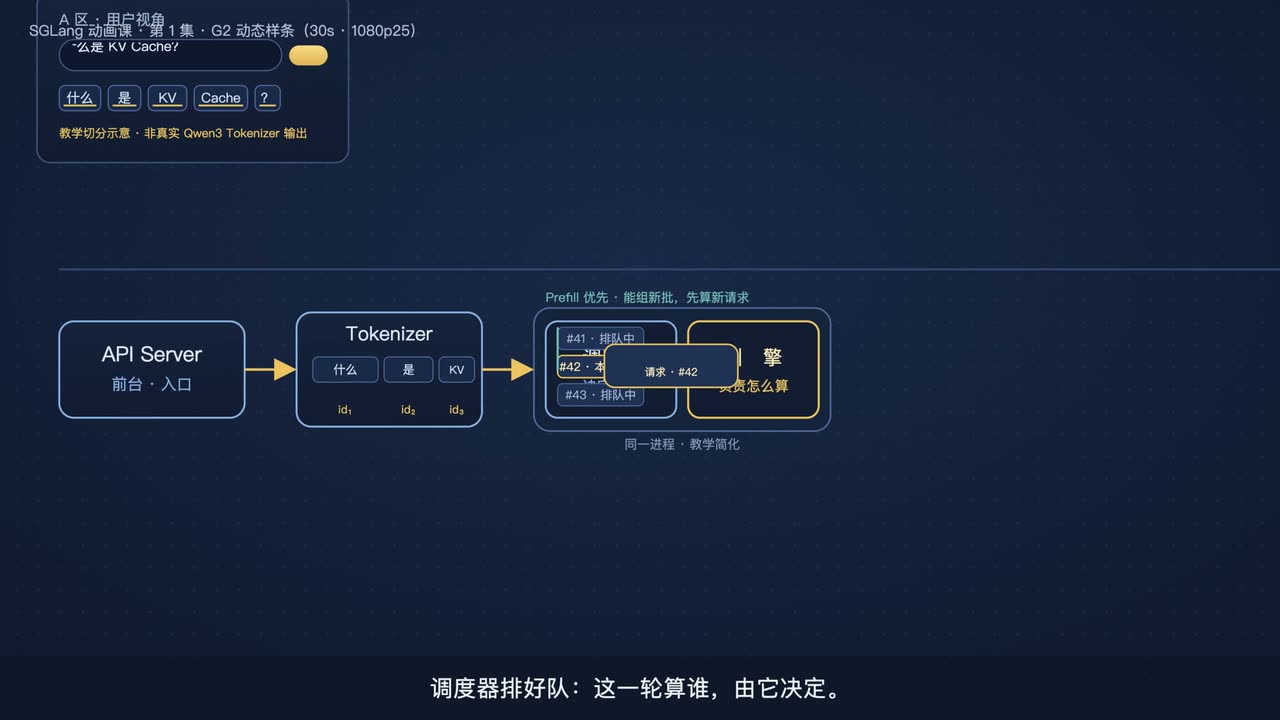 A 区 · 用户视角
SGLang 动画课 · 第 1 集 · G2 动态样条（30s · 1080p25）
么是 KV Cache?
什么 是 KV Cache ?
教学切分示意 · 非真实 Qwen3 Tokenizer 输出
Prefill 优先 · 能组新批，先算新请求
API Server
前台 · 入口
Tokenizer
什么 是 KV
id₁ id₂ id₃
#41 · 排队中
#42 · 本
#43 · 排队中
请求 · #42
擎
责怎么算
同一进程 · 教学简化
调度器排好队：这一轮算谁，由它决定。